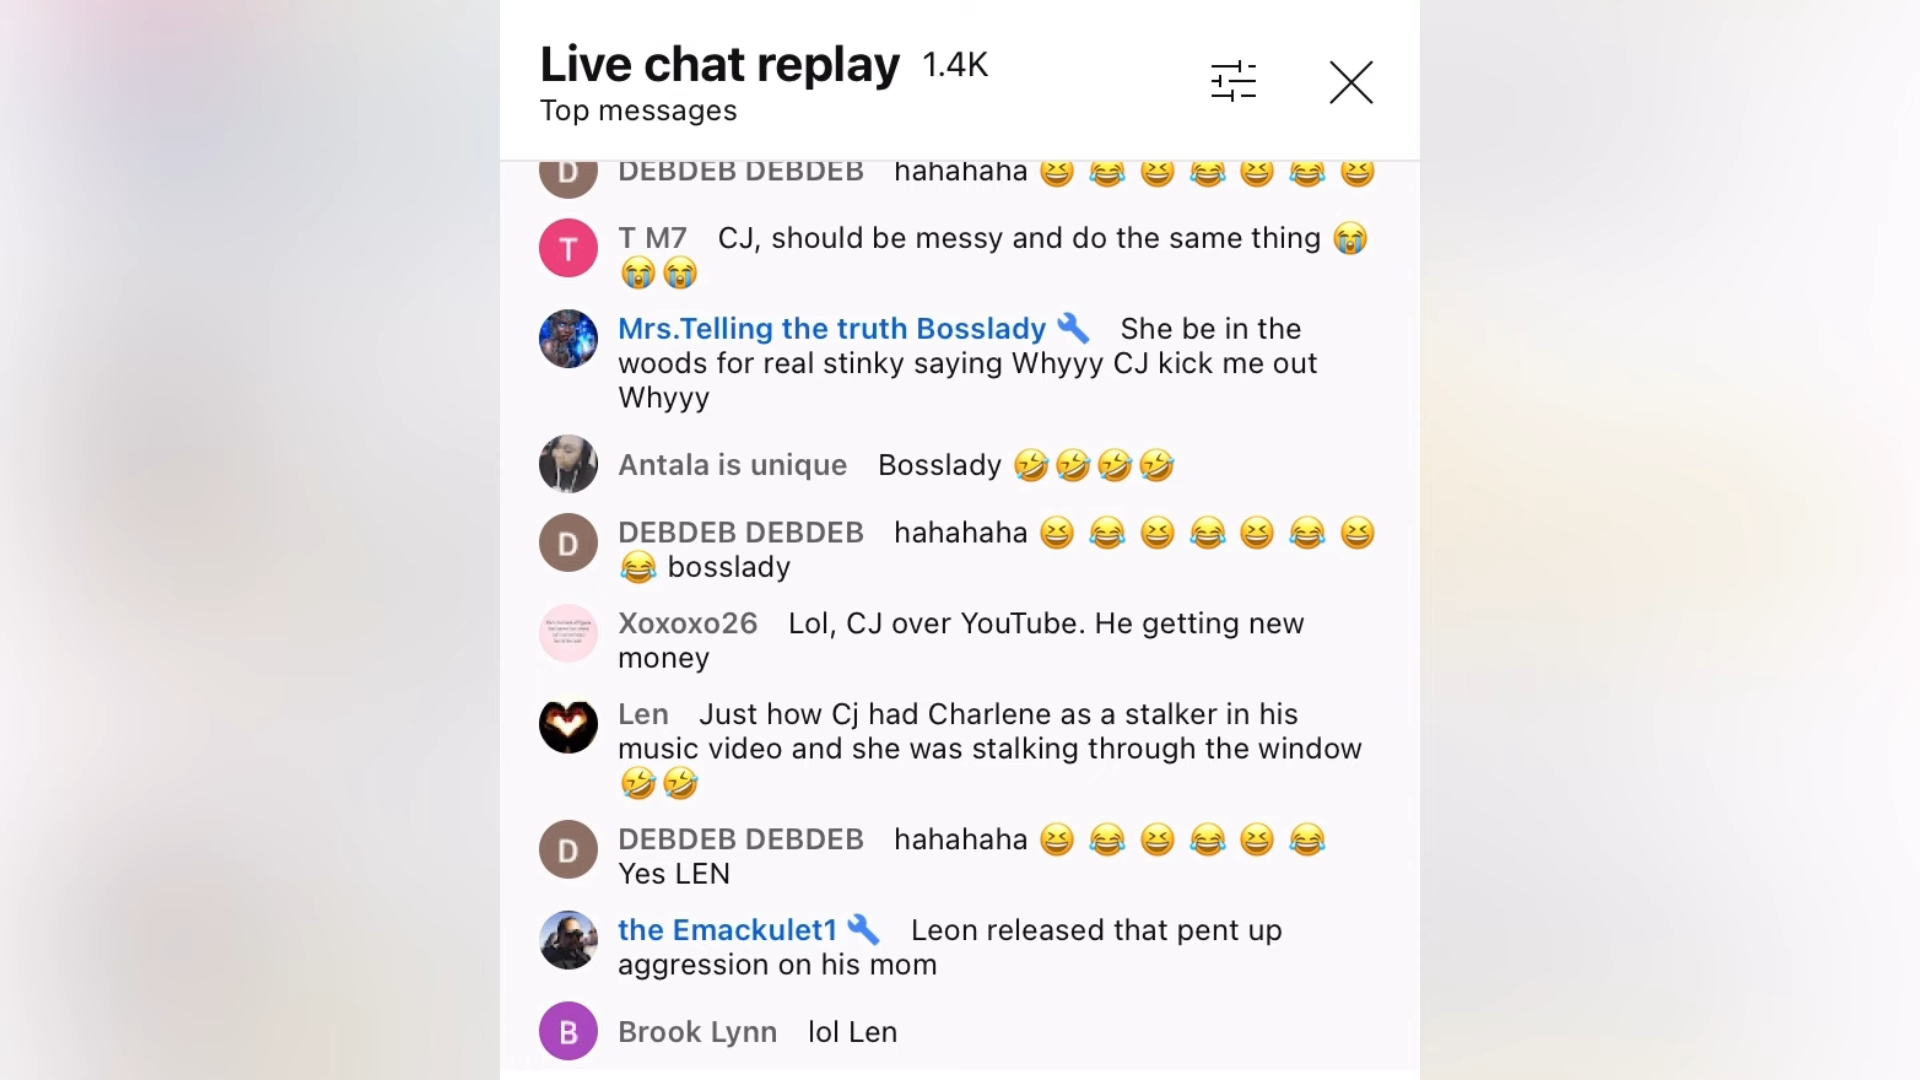 Live chat replay 1.4K
Top messages
D DEBDEB DEBDEB hahahaha 😆 😂 😆 😂 😆 😂 😆
T T M7 CJ, should be messy and do the same thing 😭
😭😭
Mrs.Telling the truth Bosslady 🔧 She be in the
woods for real stinky saying Whyyy CJ kick me out
Whyyy
Antala is unique Bosslady 🤣🤣🤣🤣
D DEBDEB DEBDEB hahahaha 😆 😂 😆 😂 😆 😂 😆
😂 bosslady
Xoxoxo26 Lol, CJ over YouTube. He getting new
money
Len Just how Cj had Charlene as a stalker in his
music video and she was stalking through the window
🤣🤣
D DEBDEB DEBDEB hahahaha 😆 😂 😆 😂 😆 😂
Yes LEN
the Emackulet1 🔧 Leon released that pent up
aggression on his mom
B Brook Lynn lol Len